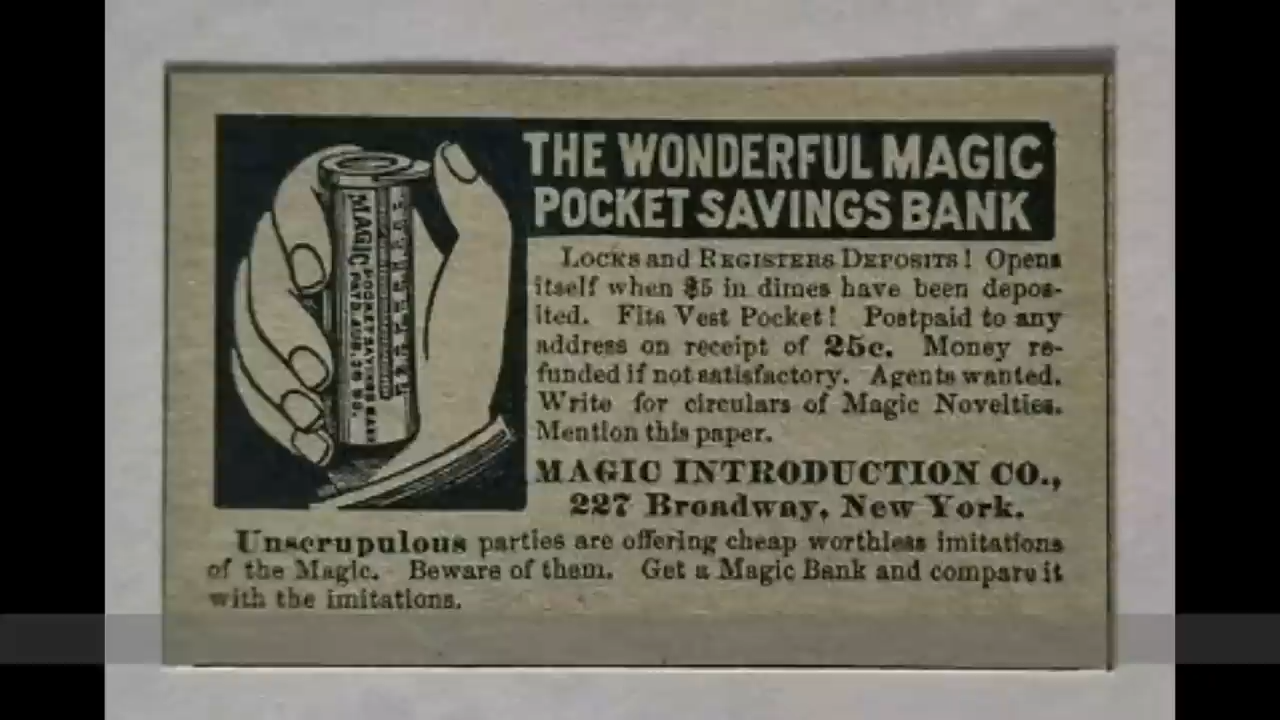 THE WONDERFUL MAGIC
POCKET SAVINGS BANK
LOCKS and REGISTERS DEPOSITS! Opens
itself when $5 in dimes have been depos-
ited. Fits Vest Pocket! Postpaid to any
address on receipt of 25c. Money re-
funded if not satisfactory. Agents wanted.
Write for circulars of Magic Novelties.
Mention this paper.
MAGIC INTRODUCTION CO.,
227 Broadway, New York.
Unscrupulous parties are offering cheap worthless imitations
of the Magic. Beware of them. Get a Magic Bank and compare it
with the imitations.
MAGIC POCKET SAVINGS BANK